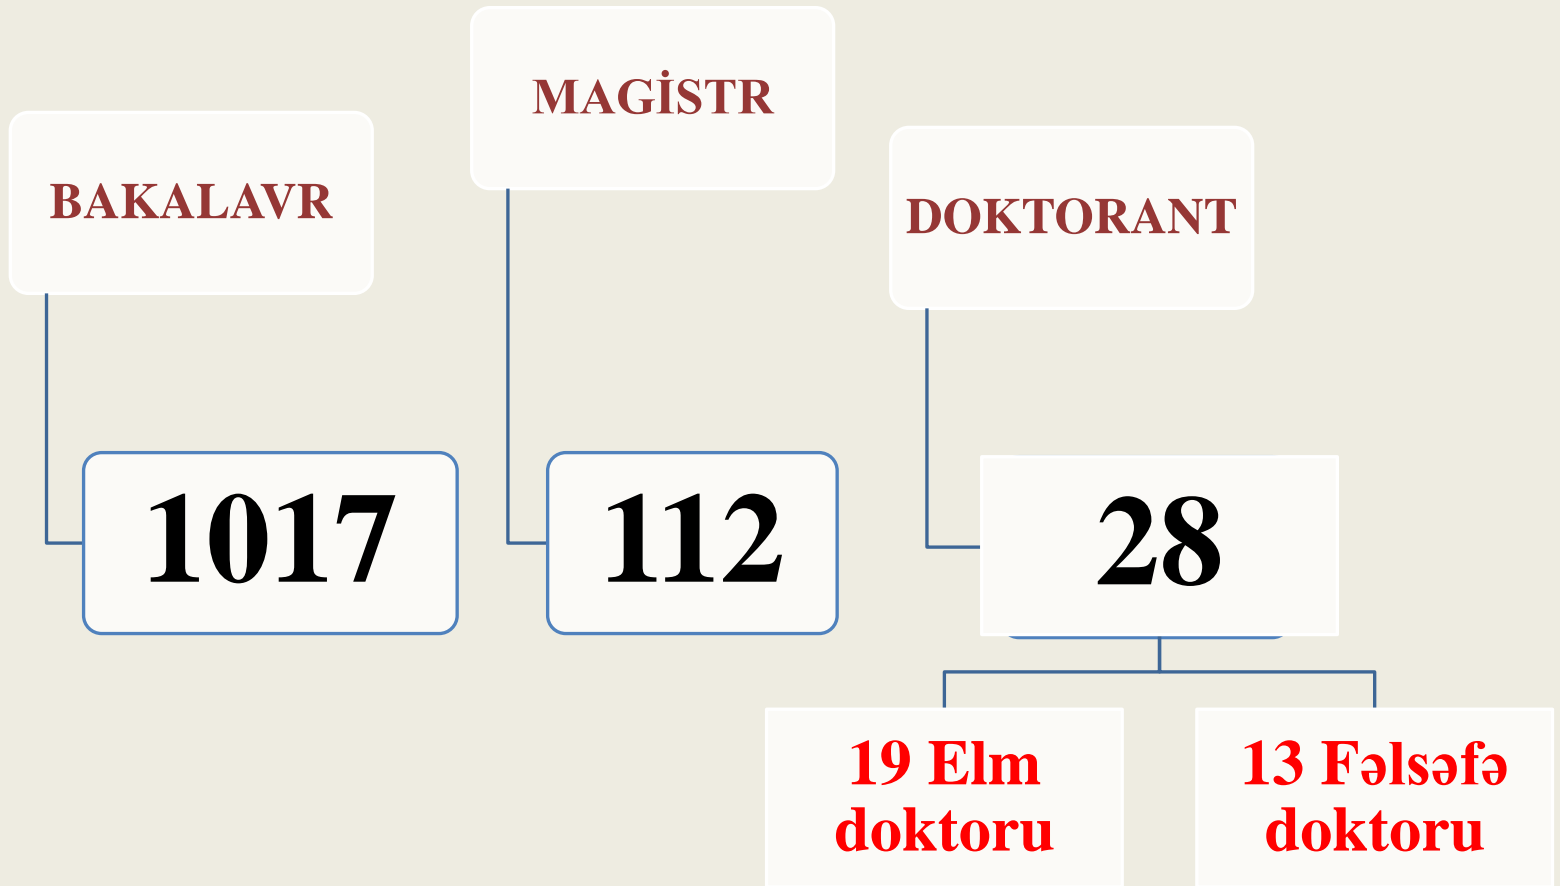 MAGİSTR
BAKALAVR
DOKTORANT
1017
112
28
19 Elm
doktoru
13 Fəlsəfə
doktoru